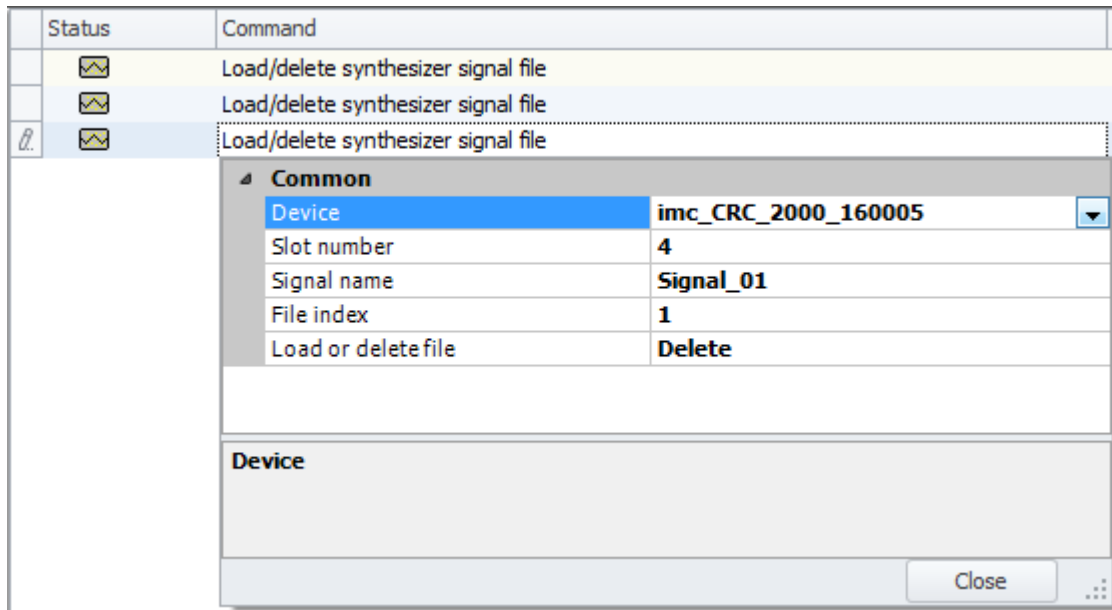 Status Command
Load/delete synthesizer signal file
Load/delete synthesizer signal file
Load/delete synthesizer signal file
Common
Device imc_CRC_2000_160005
Slot number 4
Signal name Signal_01
File index 1
Load or delete file Delete
Device
Close